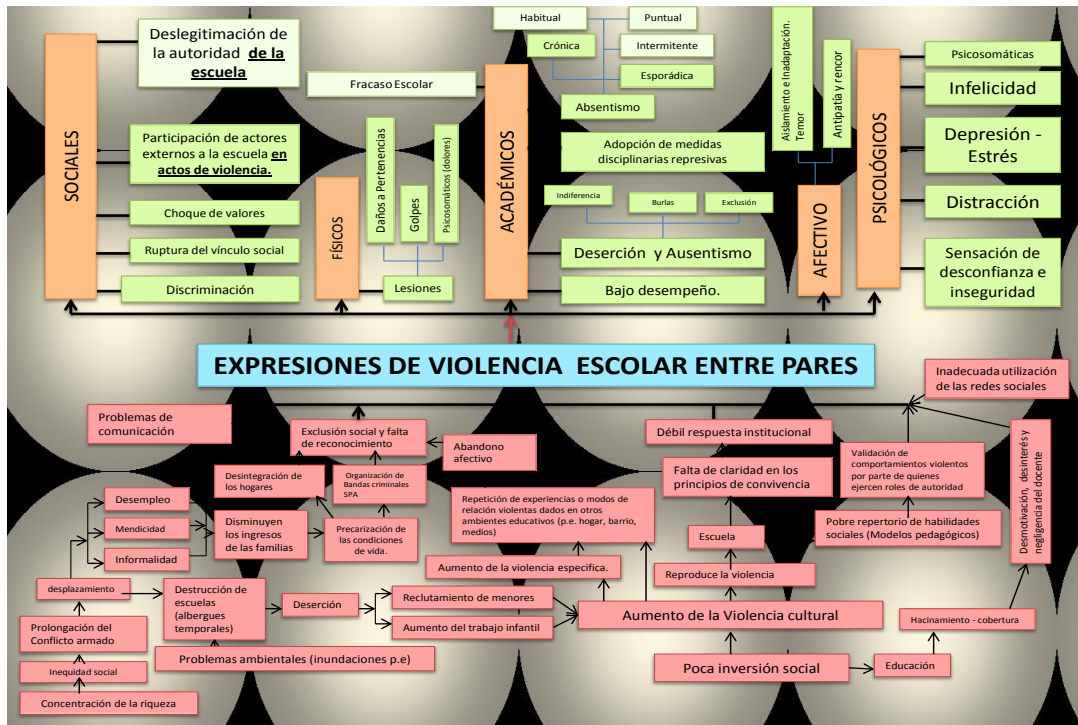 SOCIALES
Deslegitimación de
la autoridad de la
escuela
Participación de actores
externos a la escuela en
actos de violencia.
Choque de valores
Ruptura del vínculo social
Discriminación
FÍSICOS
Daños a Pertenencias
Golpes
Psicosomáticos (dolores)
Lesiones
Fracaso Escolar
ACADÉMICOS
Habitual
Puntual
Crónica
Intermitente
Esporádica
Absentismo
Adopción de medidas
disciplinarias represivas
Indiferencia
Burlas
Exclusión
Deserción y Ausentismo
Bajo desempeño.
Aislamiento e Inadaptación.
Temor
Antipatía y rencor
AFECTIVO
PSICOLÓGICOS
Psicosomáticas
Infelicidad
Depresión -
Estrés
Distracción
Sensación de
desconfianza e
inseguridad
EXPRESIONES DE VIOLENCIA ESCOLAR ENTRE PARES
Inadecuada utilización
de las redes sociales
Problemas de
comunicación
Exclusión social y falta
de reconocimiento
Abandono
afectivo
Débil respuesta institucional
Validación de
comportamientos violentos
por parte de quienes
ejercen roles de autoridad
Desmotivación, desinterés y
negligencia del docente
Desintegración de
los hogares
Organización de
Bandas criminales
SPA
Falta de claridad en los
principios de convivencia
Desempleo
Mendicidad
Informalidad
Disminuyen
los ingresos
de las familias
Precarización de
las condiciones
de vida.
Repetición de experiencias o modos de
relación violentas dados en otros
ambientes educativos (p.e. hogar, barrio,
medios)
Escuela
Pobre repertorio de habilidades
sociales (Modelos pedagógicos)
Aumento de la violencia especifica.
Reproduce la violencia
desplazamiento
Destrucción de
escuelas
(albergues
temporales)
Deserción
Reclutamiento de menores
Aumento del trabajo infantil
Aumento de la Violencia cultural
Hacinamiento - cobertura
Prolongación del
Conflicto armado
Problemas ambientales (inundaciones p.e)
Poca inversión social
Educación
Inequidad social
Concentración de la riqueza